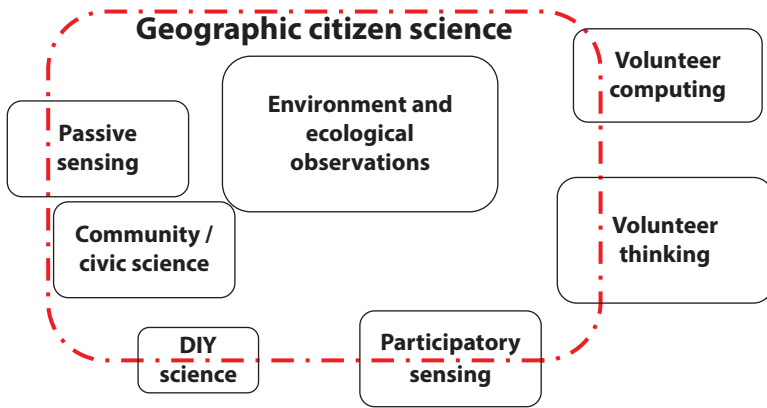 Geographic citizen science
Volunteer
computing
Environment and
ecological
observations
Passive
sensing
Community /
civic science
Volunteer
thinking
DIY
science
Participatory
sensing